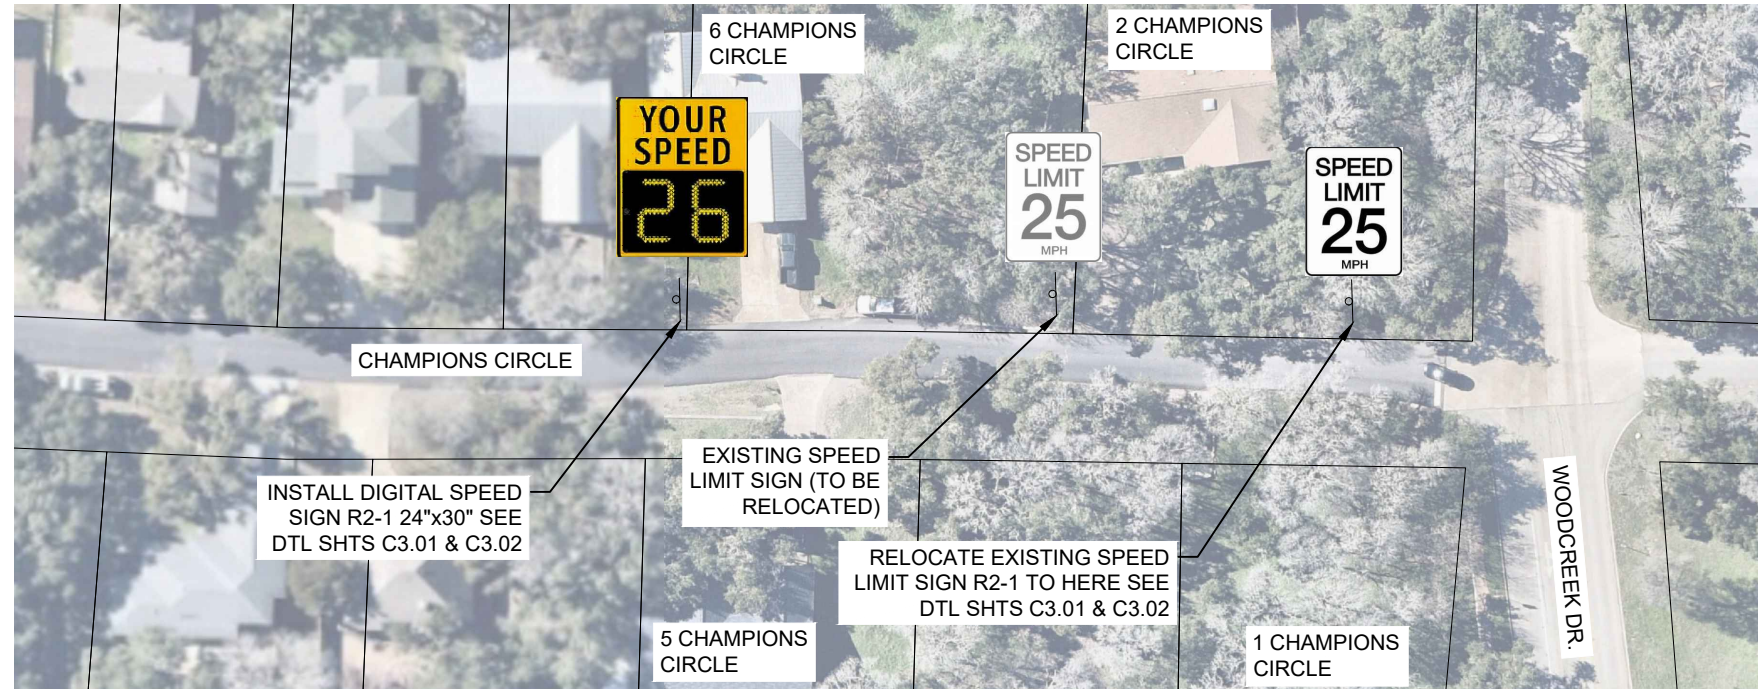 6 CHAMPIONS
CIRCLE
2 CHAMPIONS
CIRCLE
YOUR
SPEED
26
SPEED
LIMIT
25
MPH
SPEED
LIMIT
25
MPH
CHAMPIONS CIRCLE
INSTALL DIGITAL SPEED
SIGN R2-1 24"x30" SEE
DTL SHTS C3.01 & C3.02
EXISTING SPEED
LIMIT SIGN (TO BE
RELOCATED)
RELOCATE EXISTING SPEED
LIMIT SIGN R2-1 TO HERE SEE
DTL SHTS C3.01 & C3.02
WOODCREEK DR.
5 CHAMPIONS
CIRCLE
1 CHAMPIONS
CIRCLE